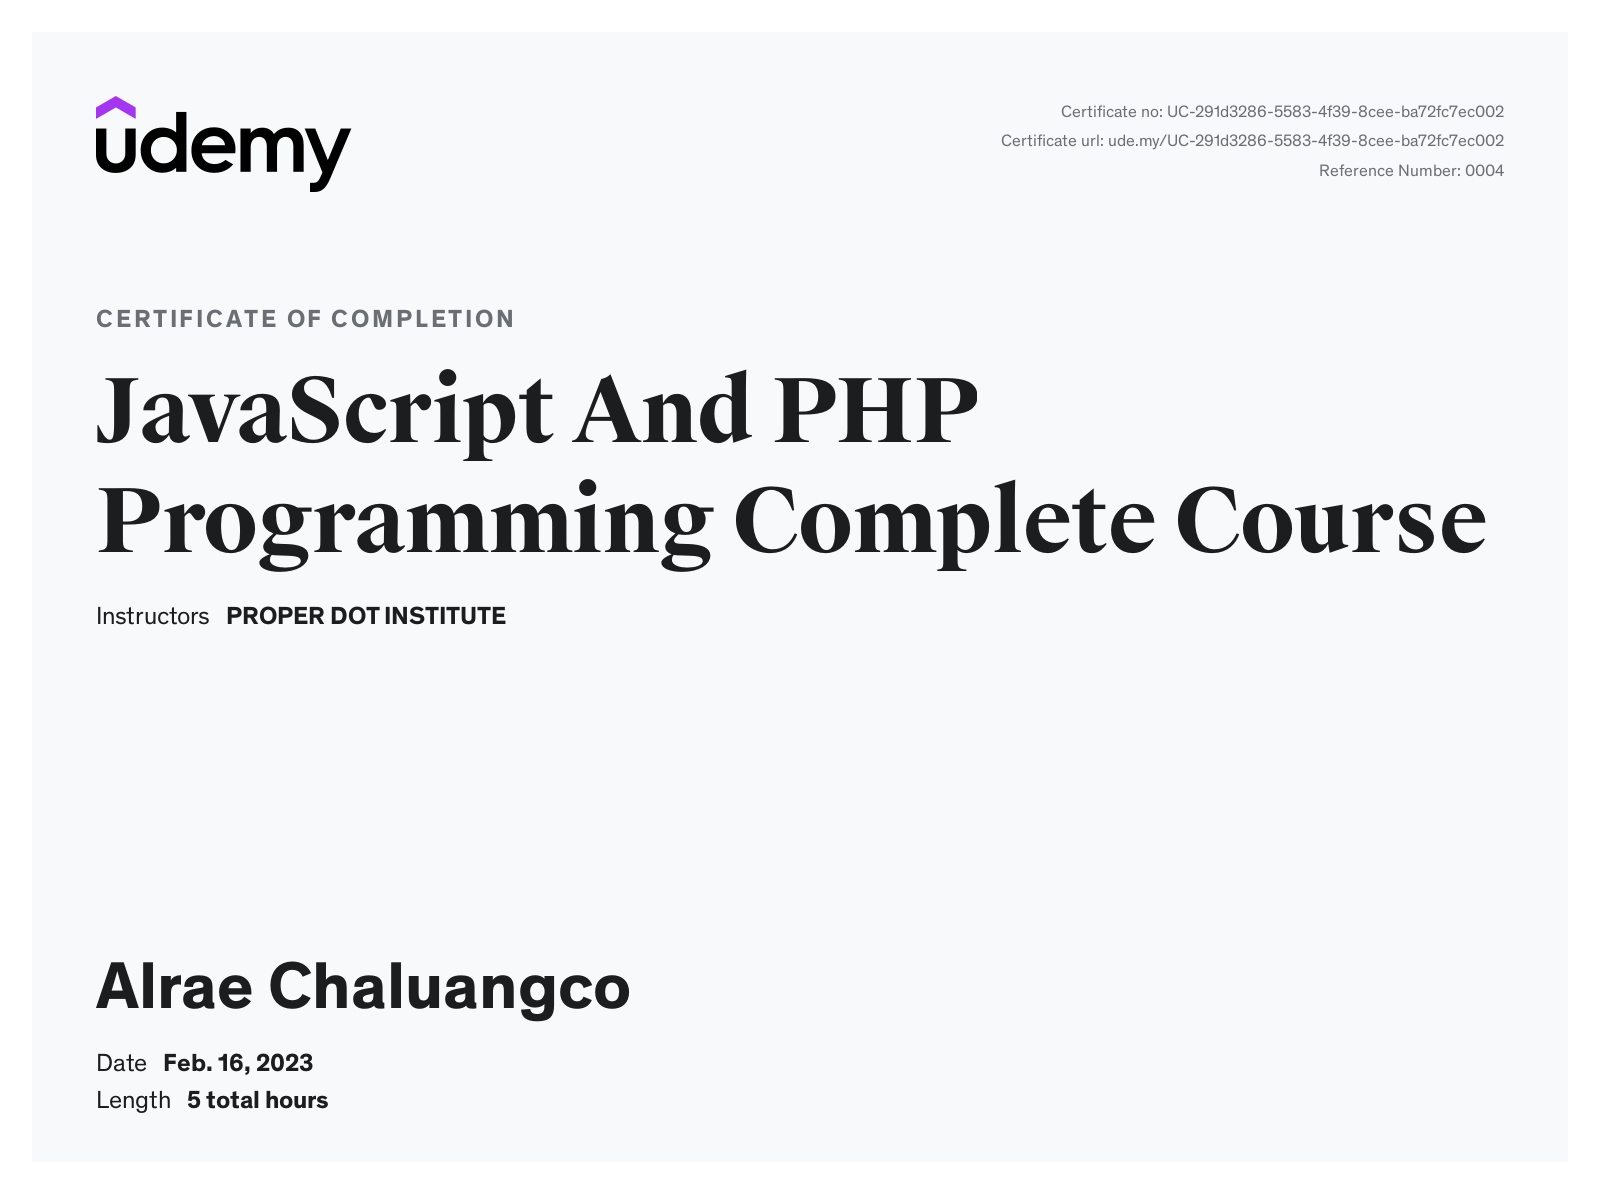 udemy
Certificate no: UC-291d3286-5583-4f39-8cee-ba72fc7ec002
Certificate url: ude.my/UC-291d3286-5583-4f39-8cee-ba72fc7ec002
Reference Number: 0004
CERTIFICATE OF COMPLETION
JavaScript And PHP
Programming Complete Course
Instructors PROPER DOT INSTITUTE
Alrae Chaluangco
Date Feb. 16, 2023
Length 5 total hours